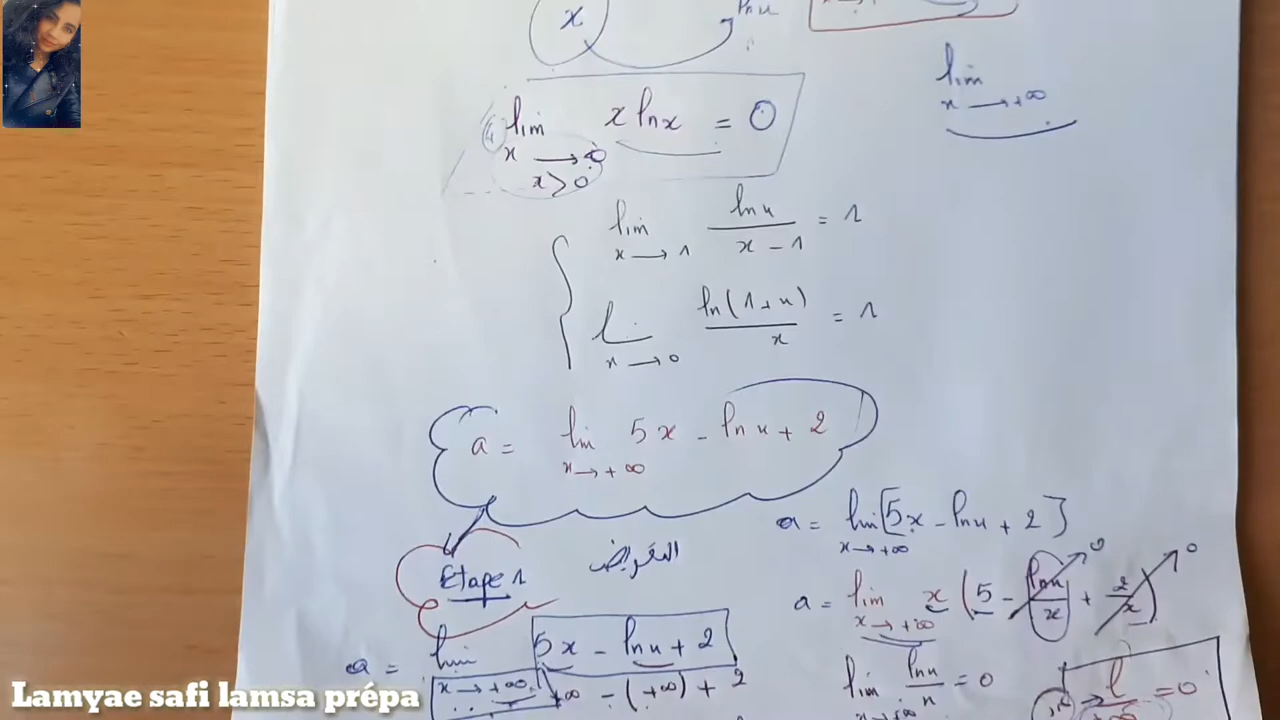 x
ln x
lim
x → +∞
4) lim x ln x = 0
x → 0
x > 0
lim ln x / (x - 1) = 1
x → 1
lim ln(1+x) / x = 1
x → 0
a = lim 5x - ln x + 2
x → +∞
Etape 1
التعويض
a = lim 5x - ln x + 2
x → +∞
+∞ - (+∞) + 2
a = lim [5x - ln x + 2]
x → +∞
a = lim x (5 - ln x / x + 2 / x)
x → +∞
0
0
lim ln x / x = 0
x → +∞
= 0
Lamyae safi lamsa prépa